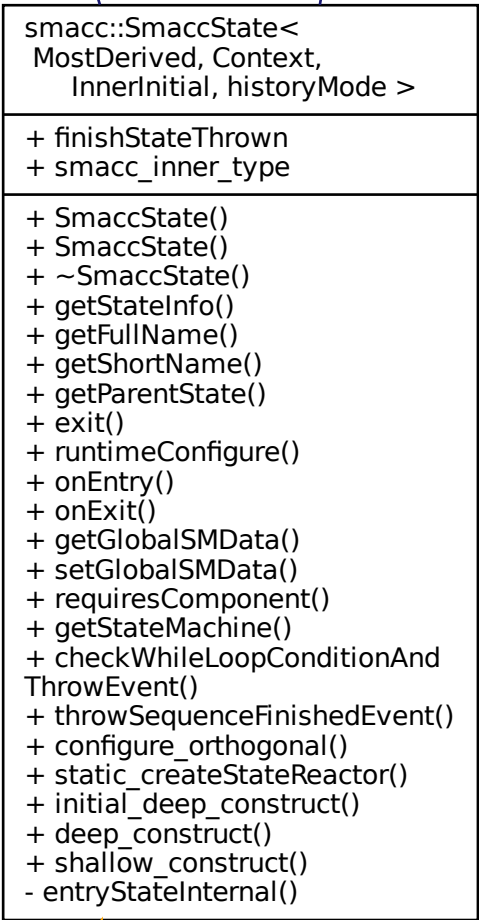 smacc::SmaccState<
MostDerived, Context,
InnerInitial, historyMode >
+ finishStateThrown
+ smacc_inner_type
+ SmaccState()
+ SmaccState()
+ ~SmaccState()
+ getStateInfo()
+ getFullName()
+ getShortName()
+ getParentState()
+ exit()
+ runtimeConfigure()
+ onEntry()
+ onExit()
+ getGlobalSMData()
+ setGlobalSMData()
+ requiresComponent()
+ getStateMachine()
+ checkWhileLoopConditionAnd
ThrowEvent()
+ throwSequenceFinishedEvent()
+ configure_orthogonal()
+ static_createStateReactor()
+ initial_deep_construct()
+ deep_construct()
+ shallow_construct()
- entryStateInternal()